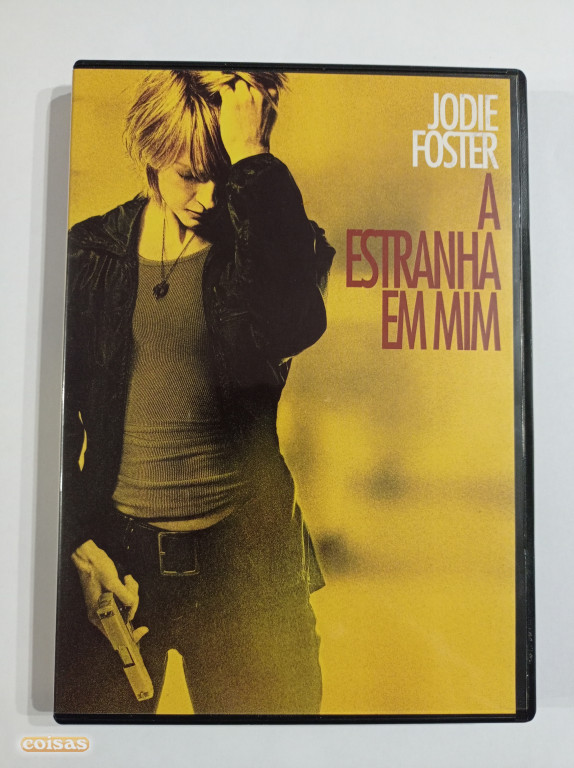 JODIE
FOSTER
A
ESTRANHA
EM MIM
coisas